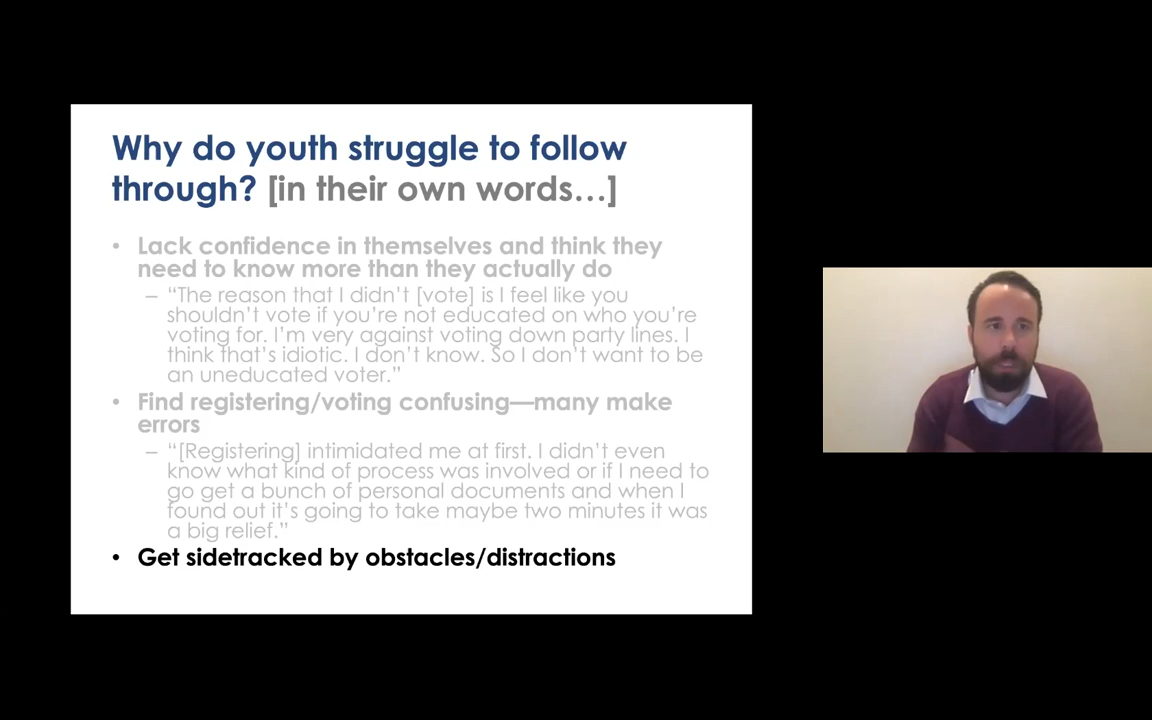 Why do youth struggle to follow
through? [in their own words…]
• Lack confidence in themselves and think they
need to know more than they actually do
– “The reason that I didn’t [vote] is I feel like you
shouldn’t vote if you’re not educated on who you’re
voting for. I’m very against voting down party lines. I
think that’s idiotic. I don’t know. So I don’t want to be
an uneducated voter.”
• Find registering/voting confusing—many make
errors
– “[Registering] intimidated me at first. I didn’t even
know what kind of process was involved or if I need to
go get a bunch of personal documents and when I
found out it’s going to take maybe two minutes it was
a big relief.”
• Get sidetracked by obstacles/distractions